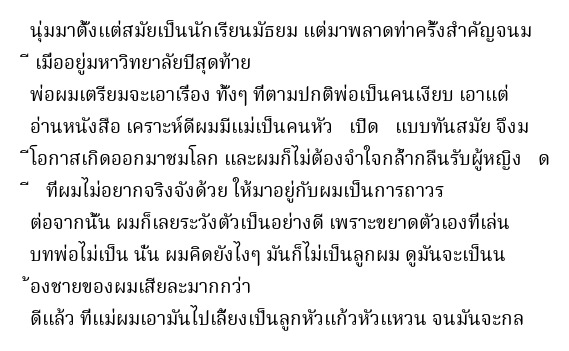 นุ่มมาตั้งแต่สมัยเป็นนักเรียนมัธยม แต่มาพลาดท่าครั้งสำคัญจนม
ี เมื่ออยู่มหาวิทยาลัยปีสุดท้าย
พ่อผมเตรียมจะเอาเรื่อง ทั้งๆ ที่ตามปกติพ่อเป็นคนเงียบ เอาแต่
อ่านหนังสือ เคราะห์ดีผมมีแม่เป็นคนหัว เปิด แบบทันสมัย จึงม
ีโอกาสเกิดออกมาชมโลก และผมก็ไม่ต้องจำใจกล้ำกลืนรับผู้หญิง ด
ี ที่ผมไม่อยากจริงจังด้วย ให้มาอยู่กับผมเป็นการถาวร
ต่อจากนั้น ผมก็เลยระวังตัวเป็นอย่างดี เพราะขยาดตัวเองที่เล่น
บทพ่อไม่เป็น นั่น ผมคิดยังไงๆ มันก็ไม่เป็นลูกผม ดูมันจะเป็นน
้องชายของผมเสียละมากกว่า
ดีแล้ว ที่แม่ผมเอามันไปเลี้ยงเป็นลูกหัวแก้วหัวแหวน จนมันจะกล